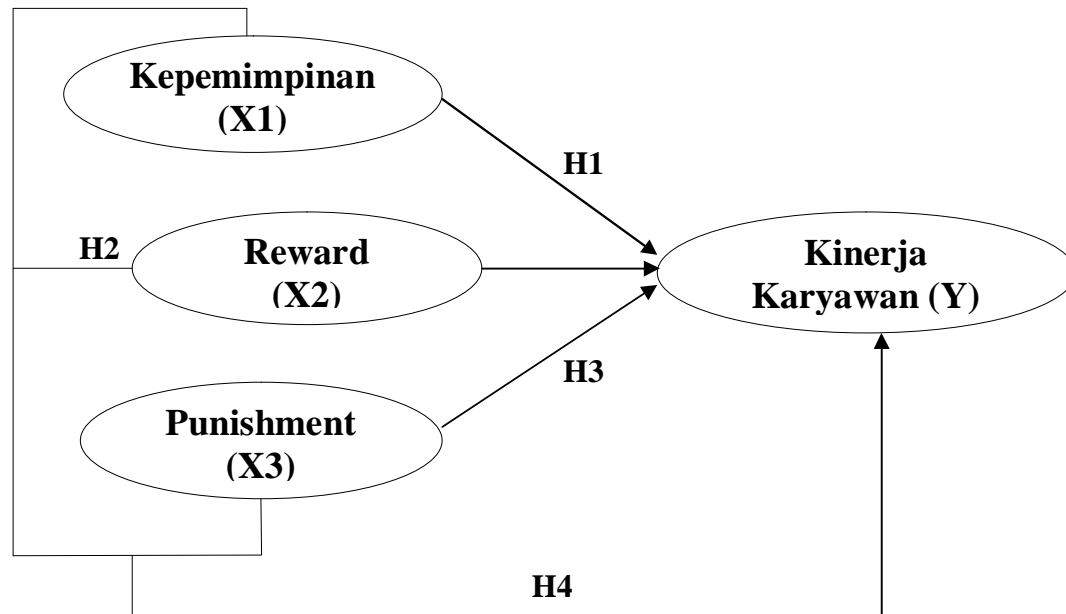 Kepemimpinan
(X1)
H1
H2
Reward
(X2)
Kinerja
Karyawan (Y)
H3
Punishment
(X3)
H4